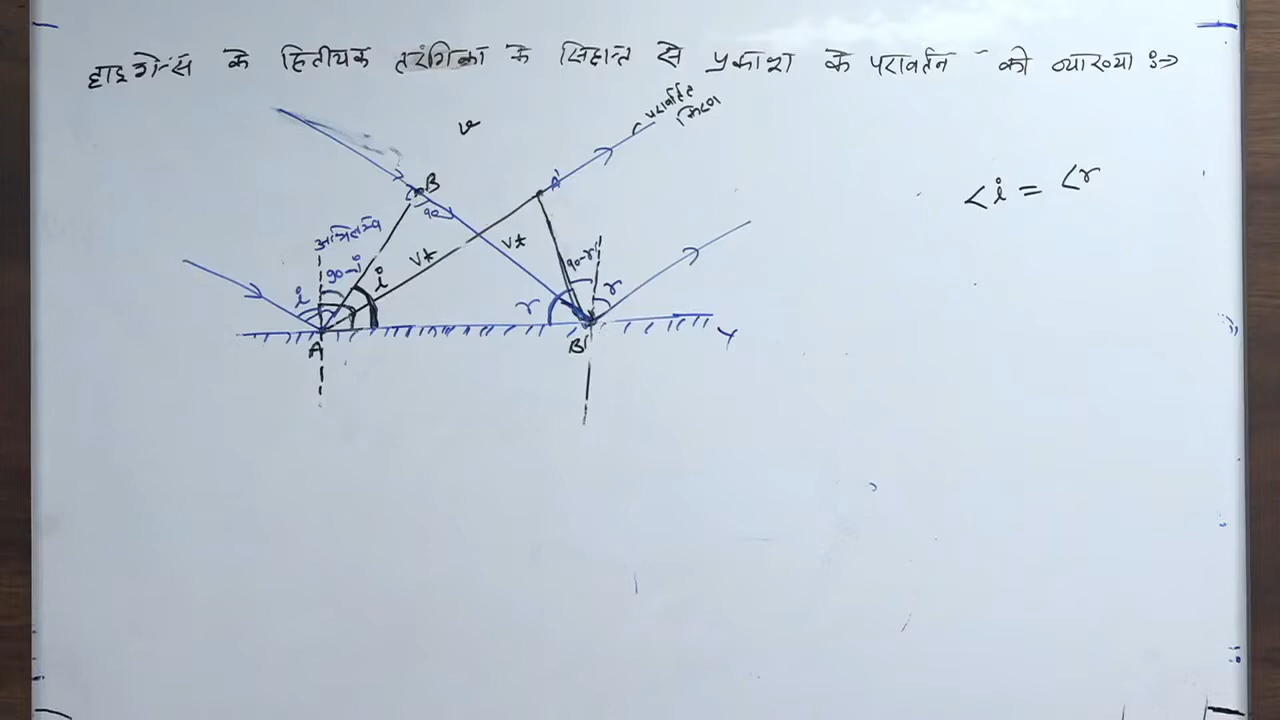 हाइगेन्स के द्वितीयक तरंगिका के सिद्धान्त से प्रकाश के परावर्तन की व्याख्या :->
परावर्तित किरण
v
B
A'
90
अभिलम्ब
90-i
i
i
vt
vt
90-r
r
r
A
B'
Y
<i = <r